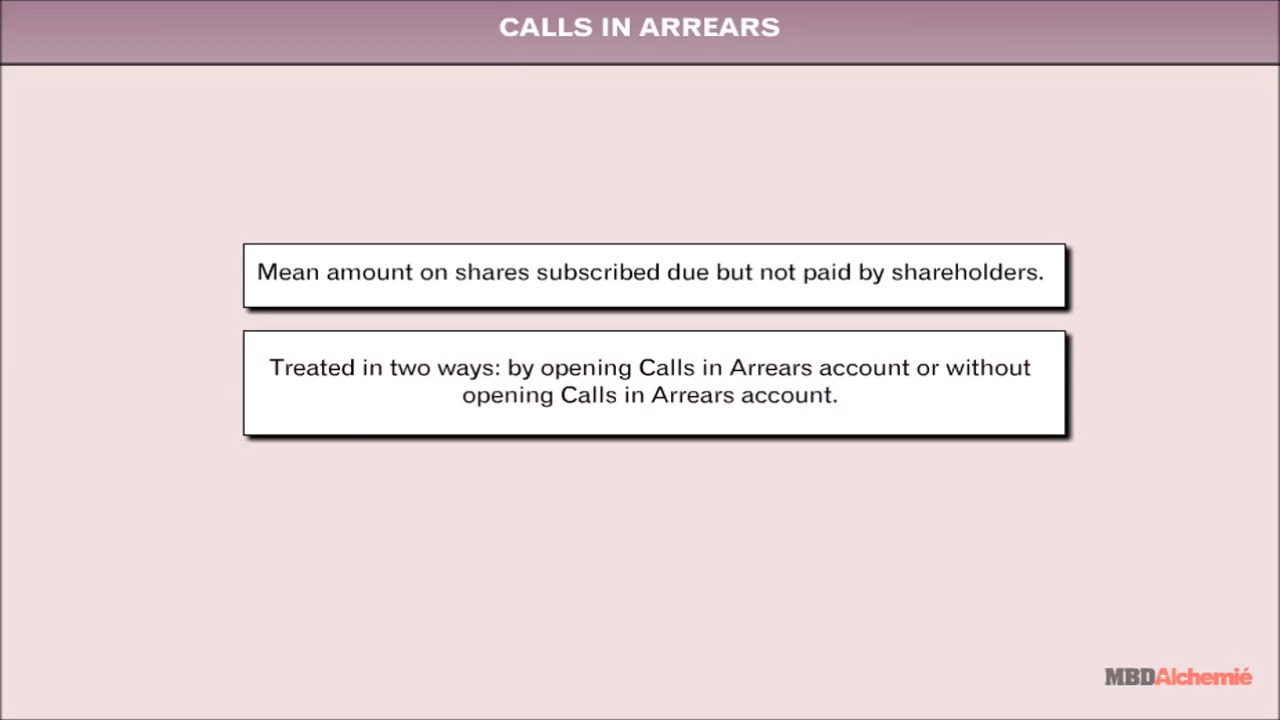 CALLS IN ARREARS
Mean amount on shares subscribed due but not paid by shareholders.
Treated in two ways: by opening Calls in Arrears account or without
opening Calls in Arrears account.
MBDAlchemié